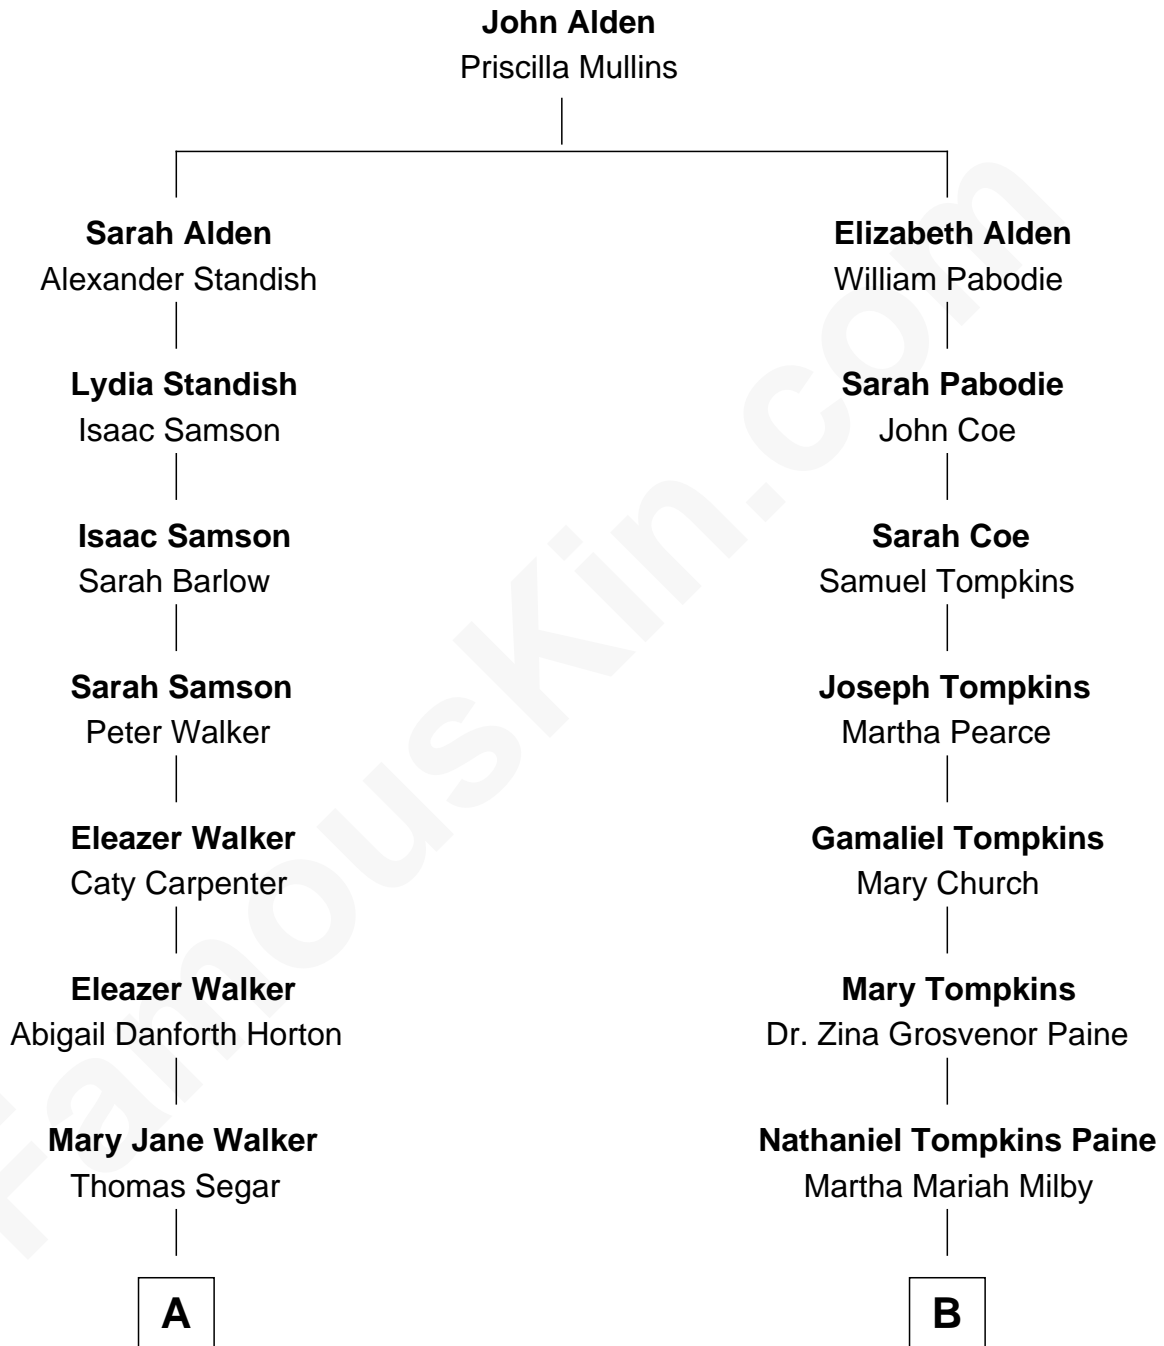 John Alden
Priscilla Mullins
Sarah Alden
Alexander Standish
Elizabeth Alden
William Pabodie
Lydia Standish
Isaac Samson
Sarah Pabodie
John Coe
Isaac Samson
Sarah Barlow
Sarah Coe
Samuel Tompkins
Sarah Samson
Peter Walker
Joseph Tompkins
Martha Pearce
Eleazer Walker
Caty Carpenter
Gamaliel Tompkins
Mary Church
Eleazer Walker
Abigail Danforth Horton
Mary Tompkins
Dr. Zina Grosvenor Paine
Mary Jane Walker
Thomas Segar
Nathaniel Tompkins Paine
Martha Mariah Milby
A
B
FamousKin.com